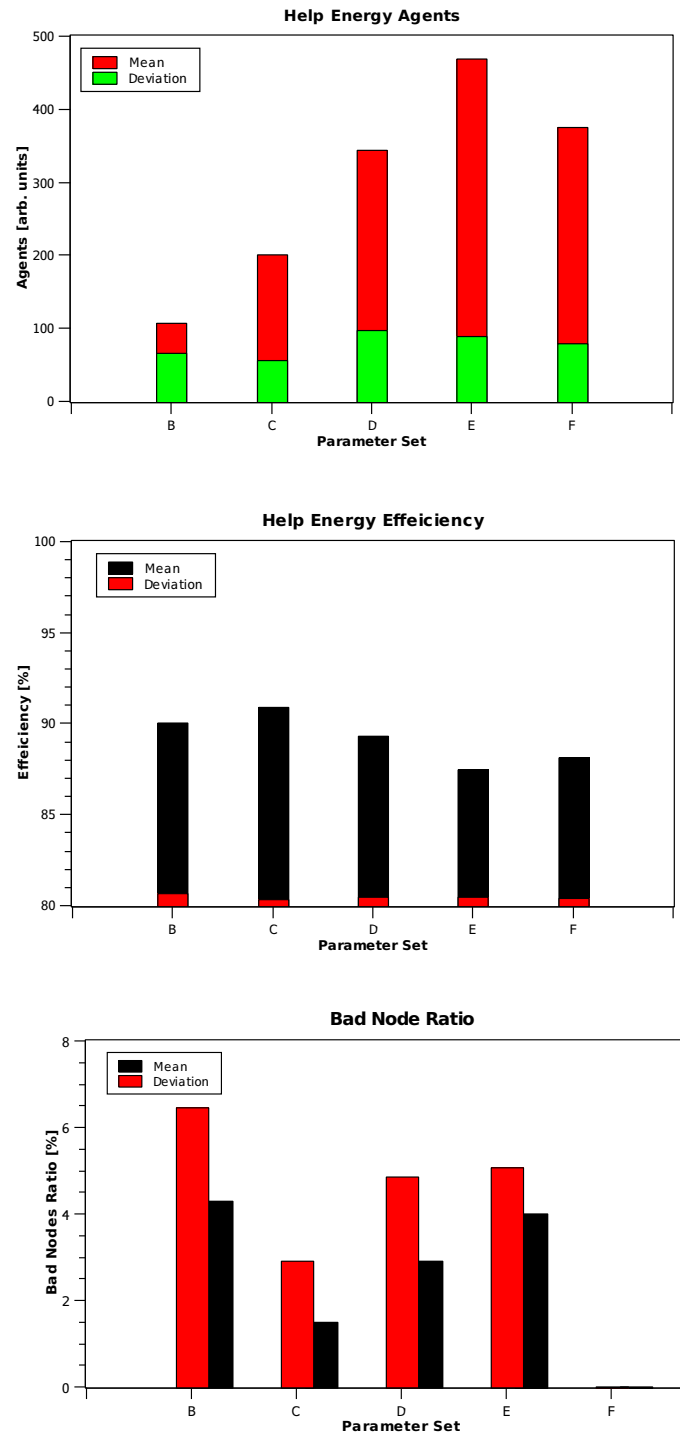 Help Energy Agents
500
Mean
Deviation
400
300
200
100
0
Agents [arb. units]
B C D E F
Parameter Set
Help Energy Effeiciency
100
Mean
Deviation
95
90
85
80
Effeiciency [%]
B C D E F
Parameter Set
Bad Node Ratio
8
Mean
Deviation
6
4
2
0
Bad Nodes Ratio [%]
B C D E F
Parameter Set